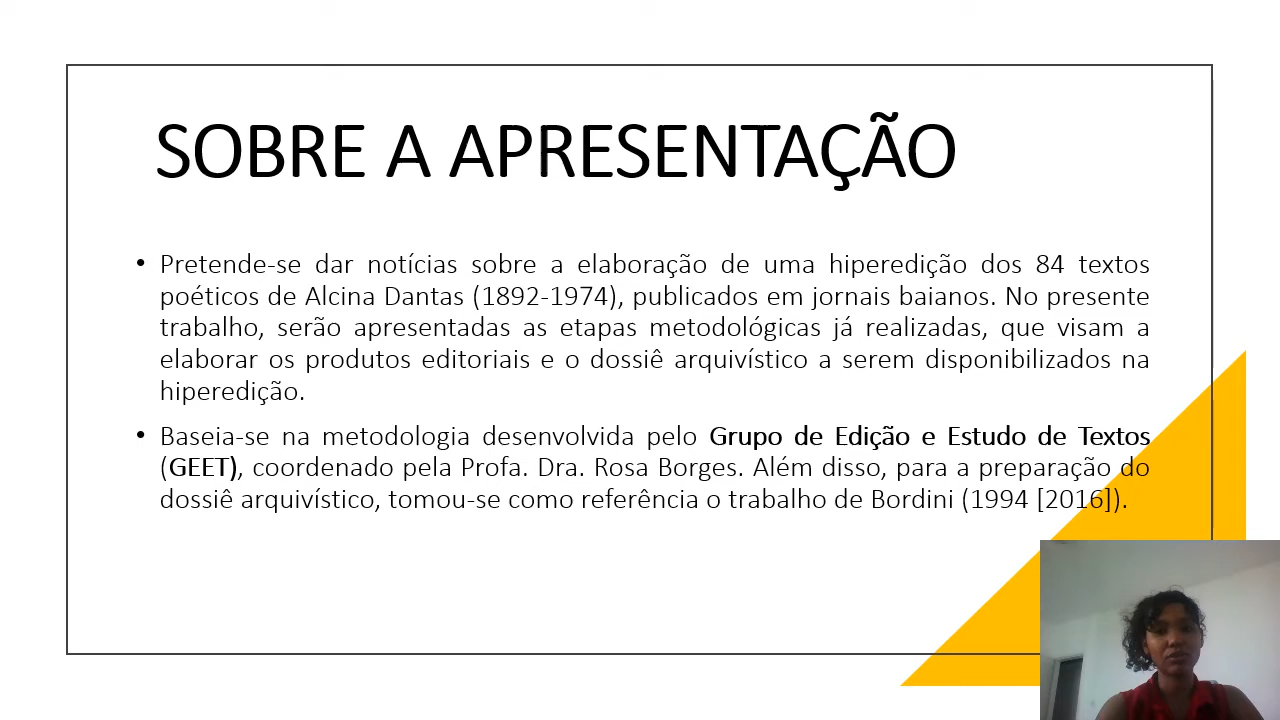 SOBRE A APRESENTAÇÃO
• Pretende-se dar notícias sobre a elaboração de uma hiperedição dos 84 textos
poéticos de Alcina Dantas (1892-1974), publicados em jornais baianos. No presente
trabalho, serão apresentadas as etapas metodológicas já realizadas, que visam a
elaborar os produtos editoriais e o dossiê arquivístico a serem disponibilizados na
hiperedição.
• Baseia-se na metodologia desenvolvida pelo Grupo de Edição e Estudo de Textos
(GEET), coordenado pela Profa. Dra. Rosa Borges. Além disso, para a preparação do
dossiê arquivístico, tomou-se como referência o trabalho de Bordini (1994 [2016]).